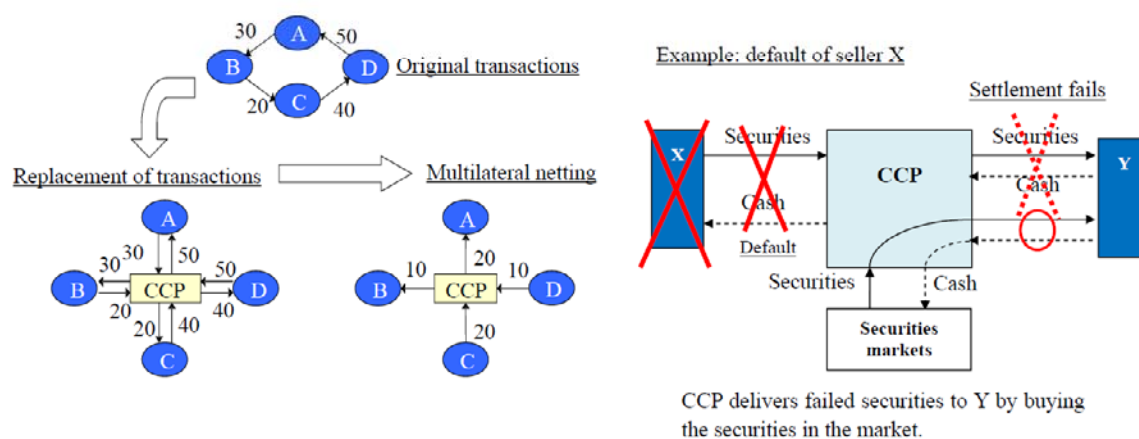 A
30
50
B
D
Original transactions
20
C
40
Replacement of transactions
Multilateral netting
A
30
50
30
50
B
CCP
D
20
40
20
40
C
A
20
10
10
B
CCP
D
20
C
Example: default of seller X
Settlement fails
X
Securities
Securities
Y
CCP
Cash
Cash
Default
Securities
Cash
Securities
markets
CCP delivers failed securities to Y by buying
the securities in the market.